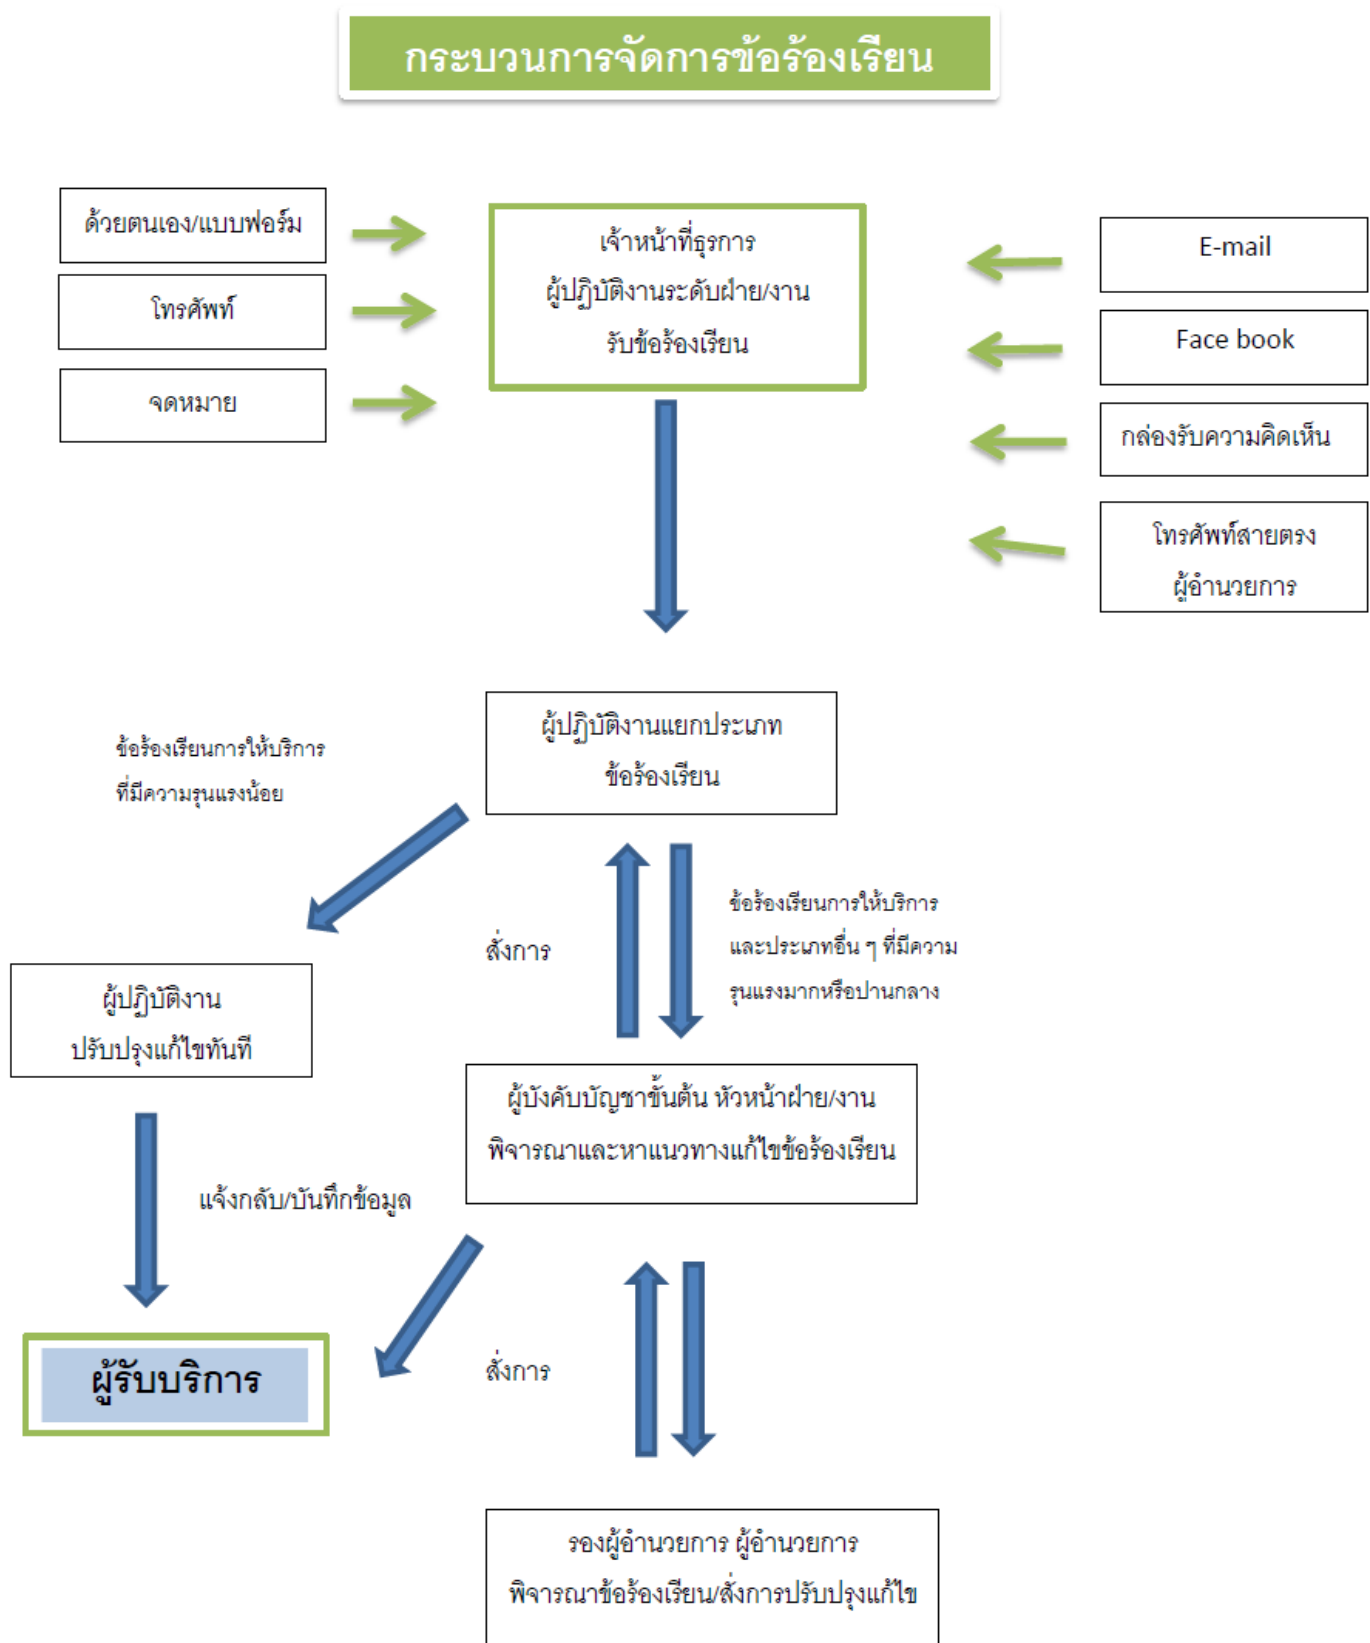 กระบวนการจัดการข้อร้องเรียน
ด้วยตนเอง/แบบฟอร์ม
โทรศัพท์
จดหมาย
เจ้าหน้าที่ธุรการ
ผู้ปฏิบัติงานระดับฝ่าย/งาน
รับข้อร้องเรียน
E-mail
Face book
กล่องรับความคิดเห็น
โทรศัพท์สายตรง
ผู้อำนวยการ
ผู้ปฏิบัติงานแยกประเภท
ข้อร้องเรียน
ข้อร้องเรียนการให้บริการ
ที่มีความรุนแรงน้อย
สั่งการ
ข้อร้องเรียนการให้บริการ
และประเภทอื่น ๆ ที่มีความ
รุนแรงมากหรือปานกลาง
ผู้ปฏิบัติงาน
ปรับปรุงแก้ไขทันที
ผู้บังคับบัญชาขั้นต้น หัวหน้าฝ่าย/งาน
พิจารณาและหาแนวทางแก้ไขข้อร้องเรียน
แจ้งกลับ/บันทึกข้อมูล
ผู้รับบริการ
สั่งการ
รองผู้อำนวยการ ผู้อำนวยการ
พิจารณาข้อร้องเรียน/สั่งการปรับปรุงแก้ไข